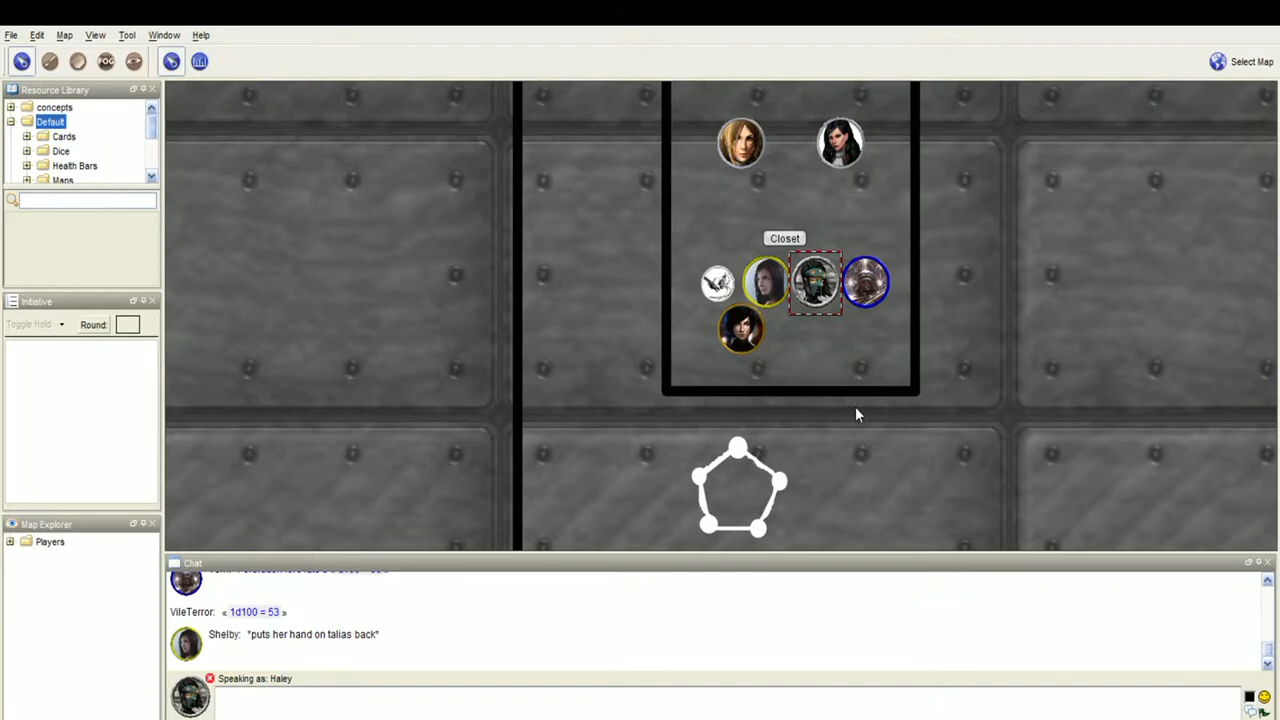 File Edit Map View Tool Window Help
FOG
Select Map
Resource Library
concepts
Default
Cards
Dice
Health Bars
Maps
Closet
Initiative
Toggle Hold Round:
Map Explorer
Players
Chat
VileTerror: « 1d100 = 53 »
Shelby: *puts her hand on talias back*
Speaking as: Haley